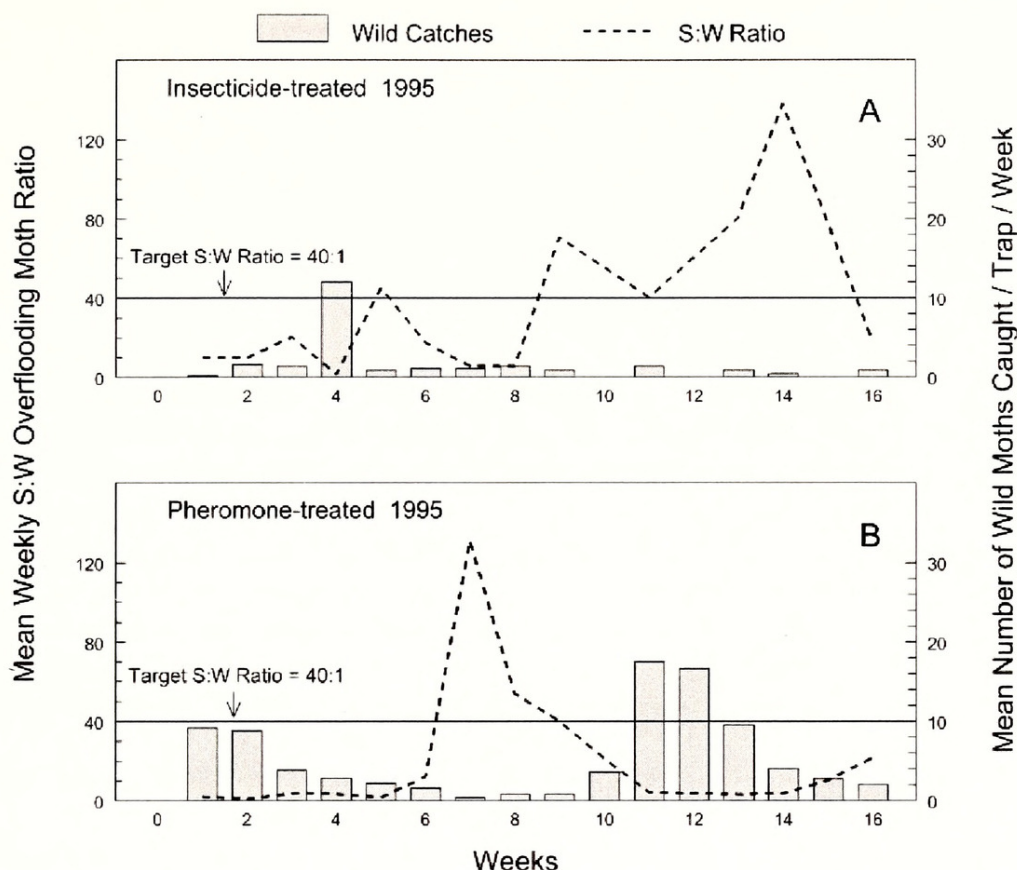 Wild Catches S:W Ratio
Insecticide-treated 1995
A
Mean Weekly S:W Overflooding Moth Ratio
Mean Number of Wild Moths Caught / Trap / Week
120
80
40
0
Target S:W Ratio = 40:1
30
20
10
0
0 2 4 6 8 10 12 14 16
Pheromone-treated 1995
B
120
80
40
0
Target S:W Ratio = 40:1
30
20
10
0
0 2 4 6 8 10 12 14 16
Weeks